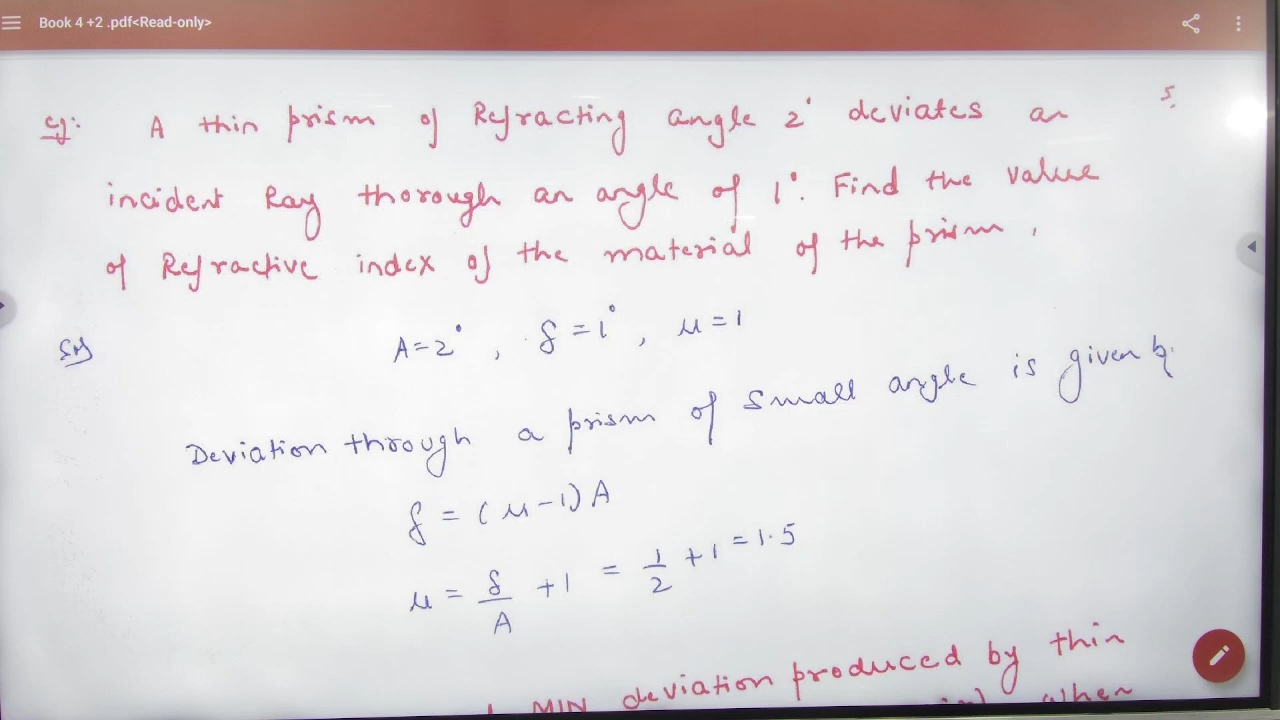 Book 4 +2 .pdf<Read-only>
5.
eg: A thin prism of Refracting angle 2° deviates an
incident Ray thorough an angle of 1°. Find the value
of Refractive index of the material of the prism.
Sol
A=2°, δ=1°, μ=1
Deviation through a prism of small angle is given by
δ = (μ-1)A
μ = δ/A +1 = 1/2 +1 = 1.5
MIN deviation produced by thin
when